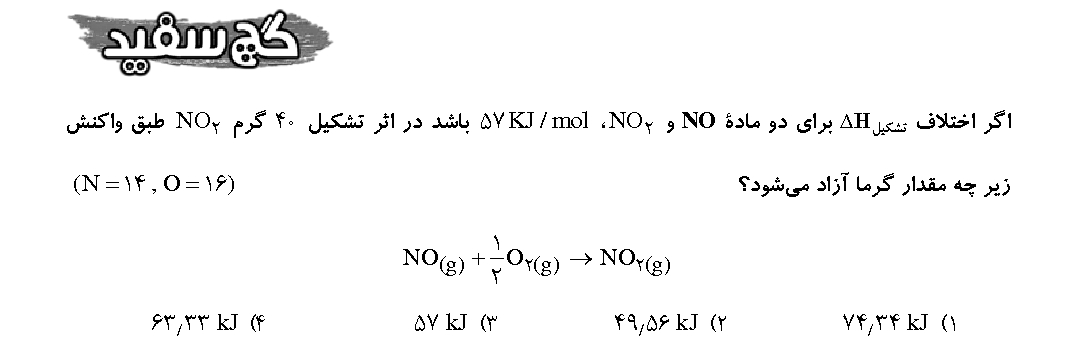 گچ سفید
اگر اختلاف ΔHتشکیل برای دو مادهٔ NO و NO۲، ۵۷ KJ / mol باشد در اثر تشکیل ۴۰ گرم NO۲ طبق واکنش
زیر چه مقدار گرما آزاد می‌شود؟ (N = ۱۴ , O = ۱۶)
NO(g) + ۱/۲ O۲(g) → NO۲(g)
۱) ۷۴٫۳۴ kJ ۲) ۴۹٫۵۶ kJ ۳) ۵۷ kJ ۴) ۶۳٫۳۳ kJ